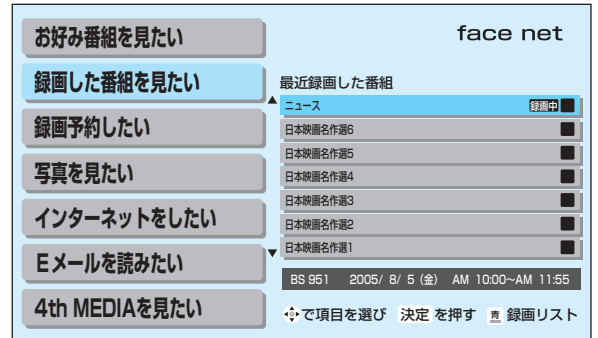 お好み番組を見たい
録画した番組を見たい
録画予約したい
写真を見たい
インターネットをしたい
Eメールを読みたい
4th MEDIAを見たい
face net
最近録画した番組
ニュース 録画中
日本映画名作選6
日本映画名作選5
日本映画名作選4
日本映画名作選3
日本映画名作選2
日本映画名作選1
BS 951 2005/ 8/ 5 (金) AM 10:00~AM 11:55
で項目を選び 決定 を押す 青 録画リスト